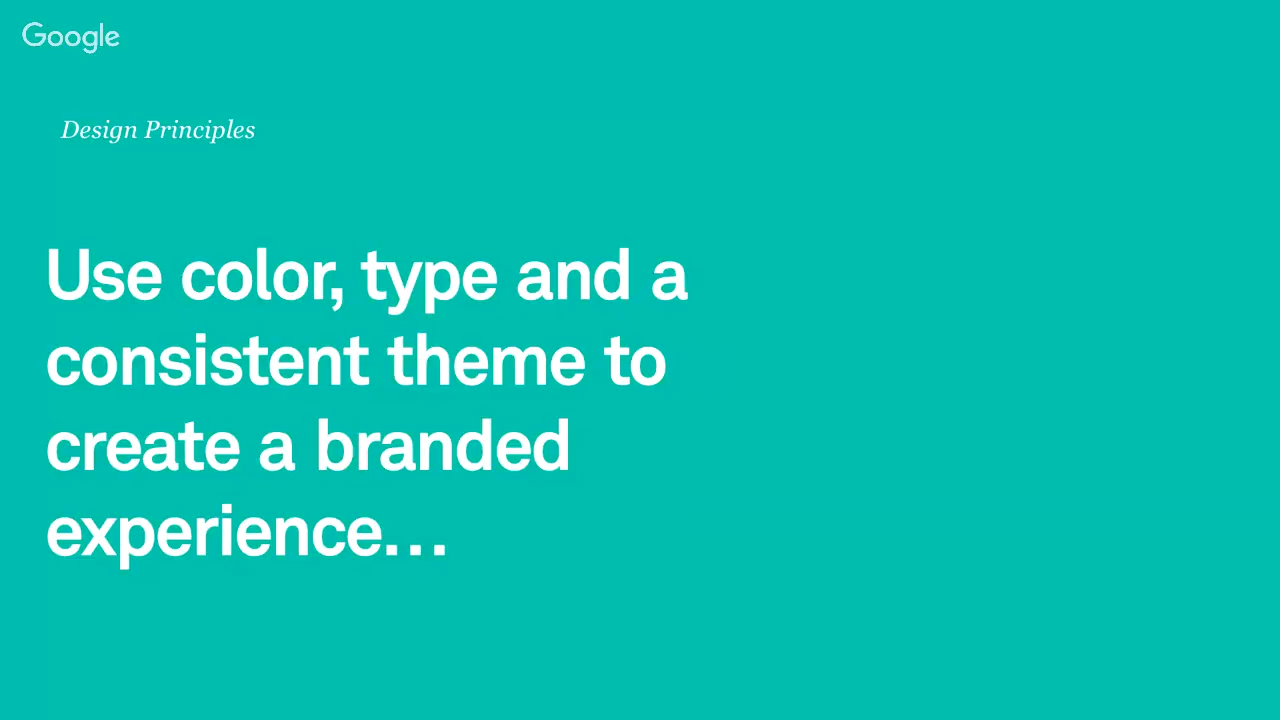 Google
Design Principles
Use color, type and a
consistent theme to
create a branded
experience…